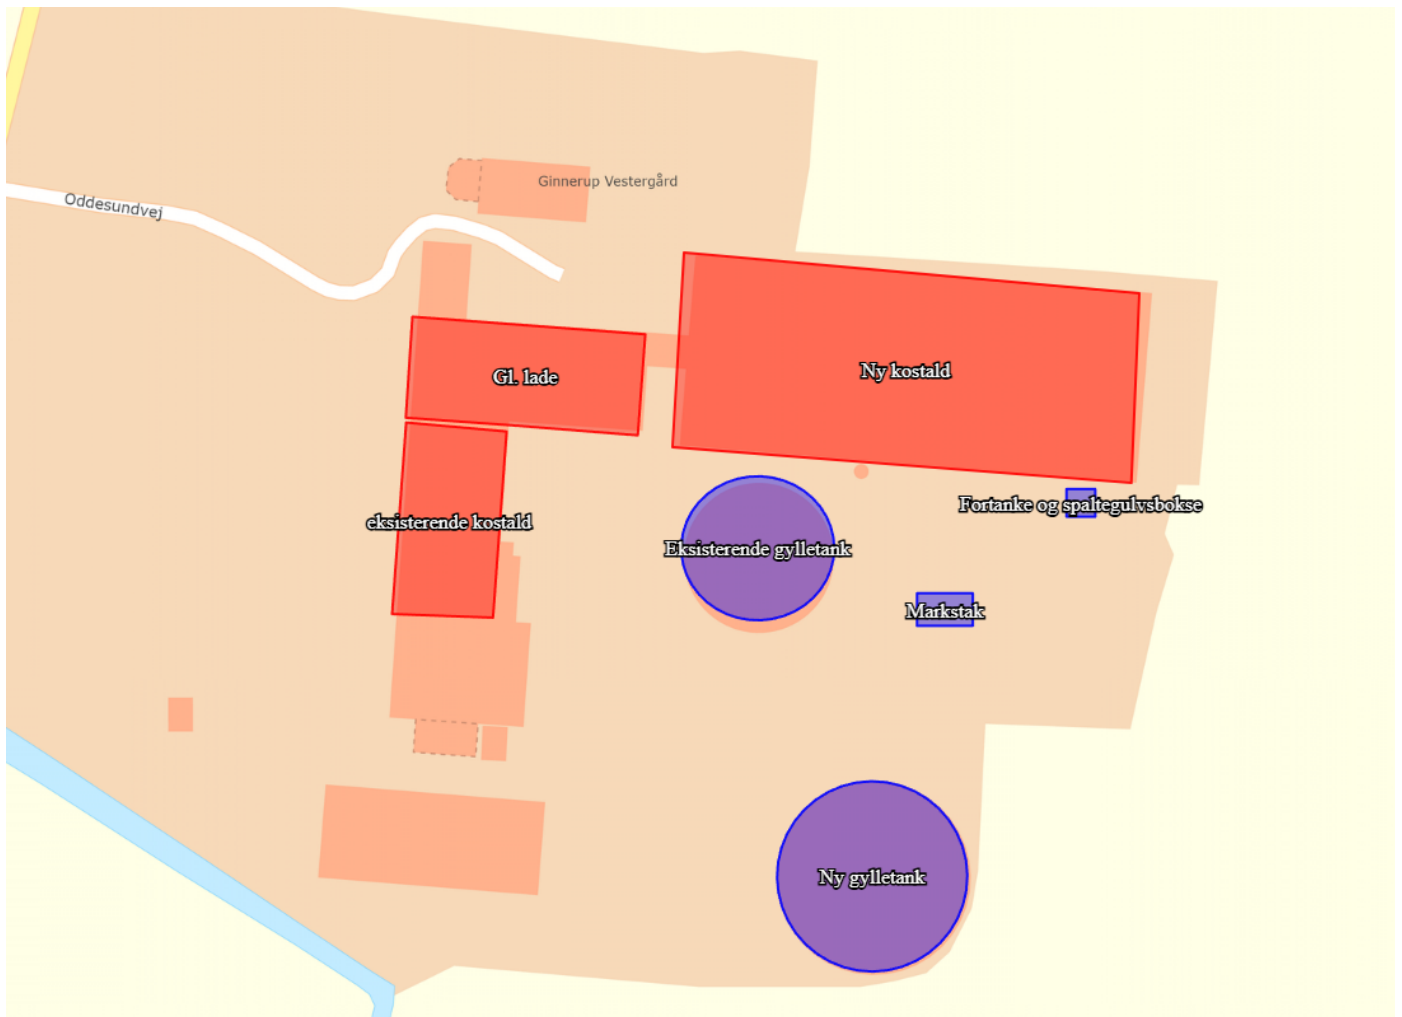 Ginnerup Vestergård
Oddesundvej
Ny kostald
Gl. lade
Fortanke og spaltegulvsbokse
eksisterende kostald
Eksisterende gylletank
Markstak
Ny gylletank